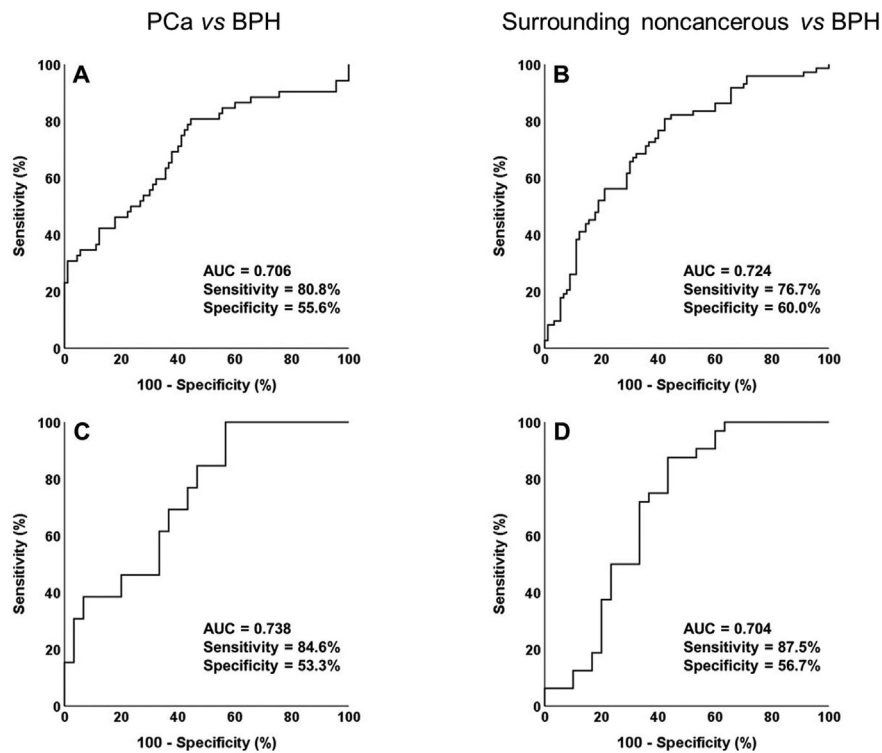 PCa vs BPH
Surrounding noncancerous vs BPH
A
100
80
60
40
20
0
Sensitivity (%)
AUC = 0.706
Sensitivity = 80.8%
Specificity = 55.6%
0 20 40 60 80 100
100 - Specificity (%)
B
100
80
60
40
20
0
Sensitivity (%)
AUC = 0.724
Sensitivity = 76.7%
Specificity = 60.0%
0 20 40 60 80 100
100 - Specificity (%)
C
100
80
60
40
20
0
Sensitivity (%)
AUC = 0.738
Sensitivity = 84.6%
Specificity = 53.3%
0 20 40 60 80 100
100 - Specificity (%)
D
100
80
60
40
20
0
Sensitivity (%)
AUC = 0.704
Sensitivity = 87.5%
Specificity = 56.7%
0 20 40 60 80 100
100 - Specificity (%)